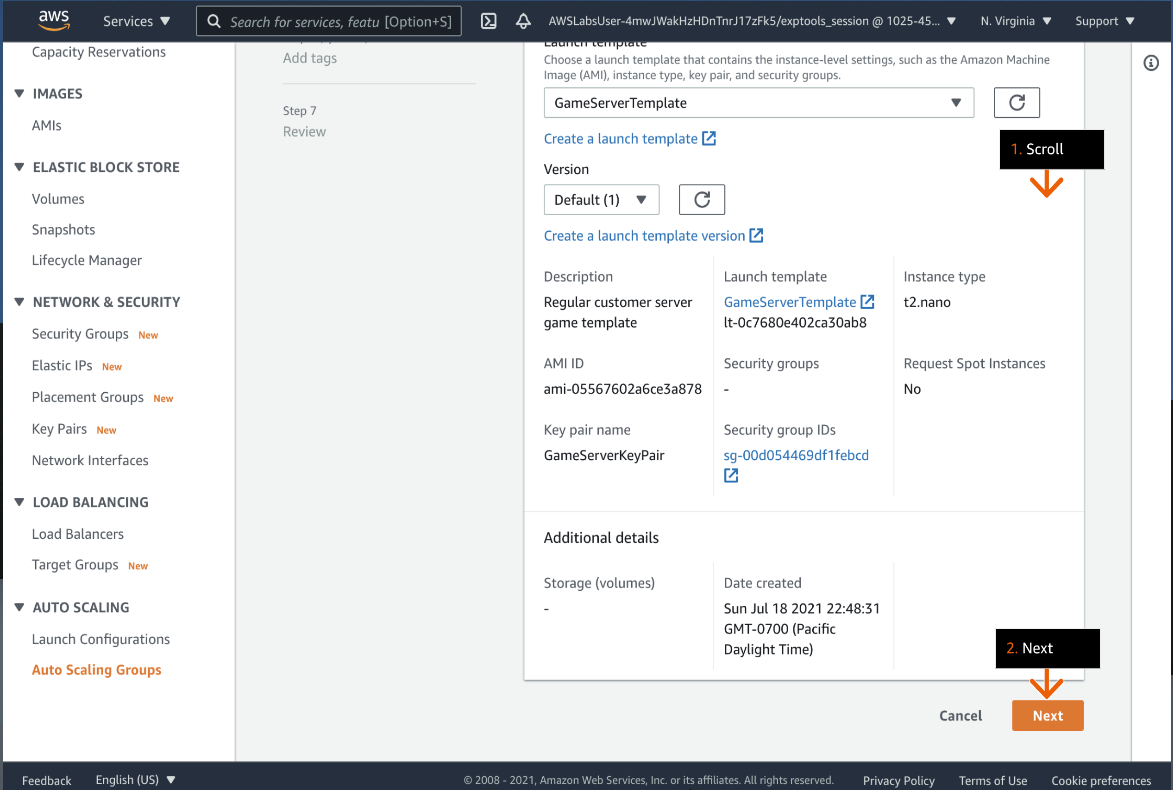 aws
Services
Search for services, featu [Option+S]
AWSLabsUser-4mwJWakHzHDnTnrJ17zFk5/exptools_session @ 1025-45...
N. Virginia
Support
Capacity Reservations
IMAGES
AMIs
ELASTIC BLOCK STORE
Volumes
Snapshots
Lifecycle Manager
NETWORK & SECURITY
Security Groups New
Elastic IPs New
Placement Groups New
Key Pairs New
Network Interfaces
LOAD BALANCING
Load Balancers
Target Groups New
AUTO SCALING
Launch Configurations
Auto Scaling Groups
Add tags
Step 7
Review
Launch template
Choose a launch template that contains the instance-level settings, such as the Amazon Machine
Image (AMI), instance type, key pair, and security groups.
GameServerTemplate
Create a launch template
1. Scroll
Version
Default (1)
Create a launch template version
Description
Regular customer server
game template
Launch template
GameServerTemplate
lt-0c7680e402ca30ab8
Instance type
t2.nano
AMI ID
ami-05567602a6ce3a878
Security groups
-
Request Spot Instances
No
Key pair name
GameServerKeyPair
Security group IDs
sg-00d054469df1febcd
Additional details
Storage (volumes)
-
Date created
Sun Jul 18 2021 22:48:31
GMT-0700 (Pacific
Daylight Time)
2. Next
Cancel
Next
Feedback
English (US)
© 2008 - 2021, Amazon Web Services, Inc. or its affiliates. All rights reserved.
Privacy Policy
Terms of Use
Cookie preferences